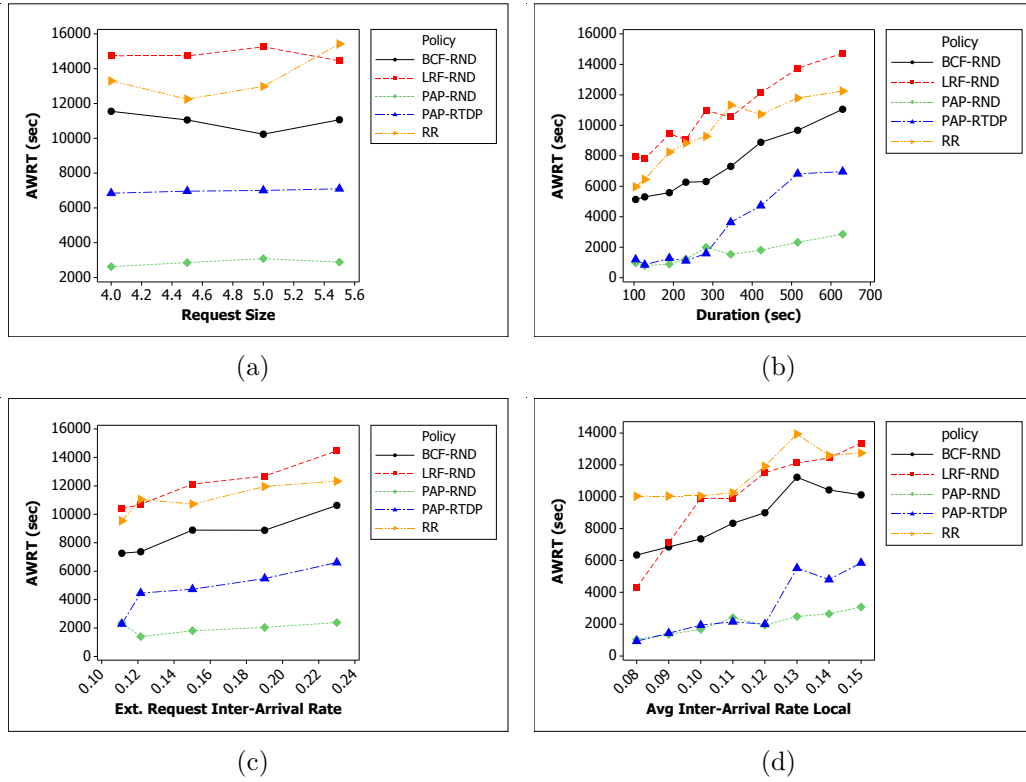 16000
14000
12000
10000
8000
6000
4000
2000
AWRT (sec)
4.0 4.2 4.4 4.6 4.8 5.0 5.2 5.4 5.6
Request Size
Policy
BCF-RND
LRF-RND
PAP-RND
PAP-RTDP
RR
(a)
16000
14000
12000
10000
8000
6000
4000
2000
0
AWRT (sec)
100 200 300 400 500 600 700
Duration (sec)
Policy
BCF-RND
LRF-RND
PAP-RND
PAP-RTDP
RR
(b)
16000
14000
12000
10000
8000
6000
4000
2000
0
AWRT (sec)
0.10 0.12 0.14 0.16 0.18 0.20 0.22 0.24
Ext. Request Inter-Arrival Rate
Policy
BCF-RND
LRF-RND
PAP-RND
PAP-RTDP
RR
(c)
14000
12000
10000
8000
6000
4000
2000
0
AWRT (sec)
0.08 0.09 0.10 0.11 0.12 0.13 0.14 0.15
Avg Inter-Arrival Rate Local
policy
BCF-RND
LRF-RND
PAP-RND
PAP-RTDP
RR
(d)